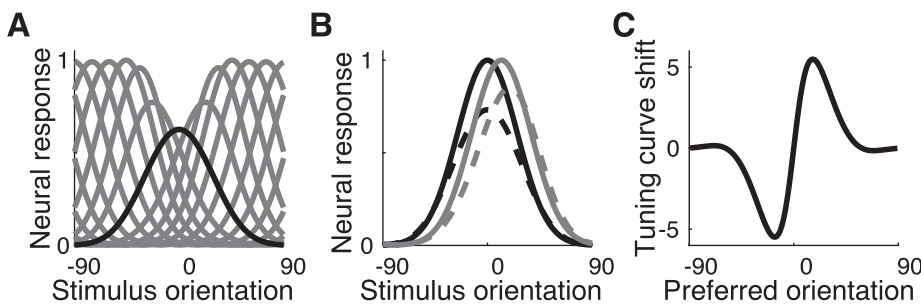 A
Neural response
1
0
-90
0
90
Stimulus orientation
B
Neural response
1
0
-90
0
90
Stimulus orientation
C
Tuning curve shift
5
0
-5
-90
0
90
Preferred orientation